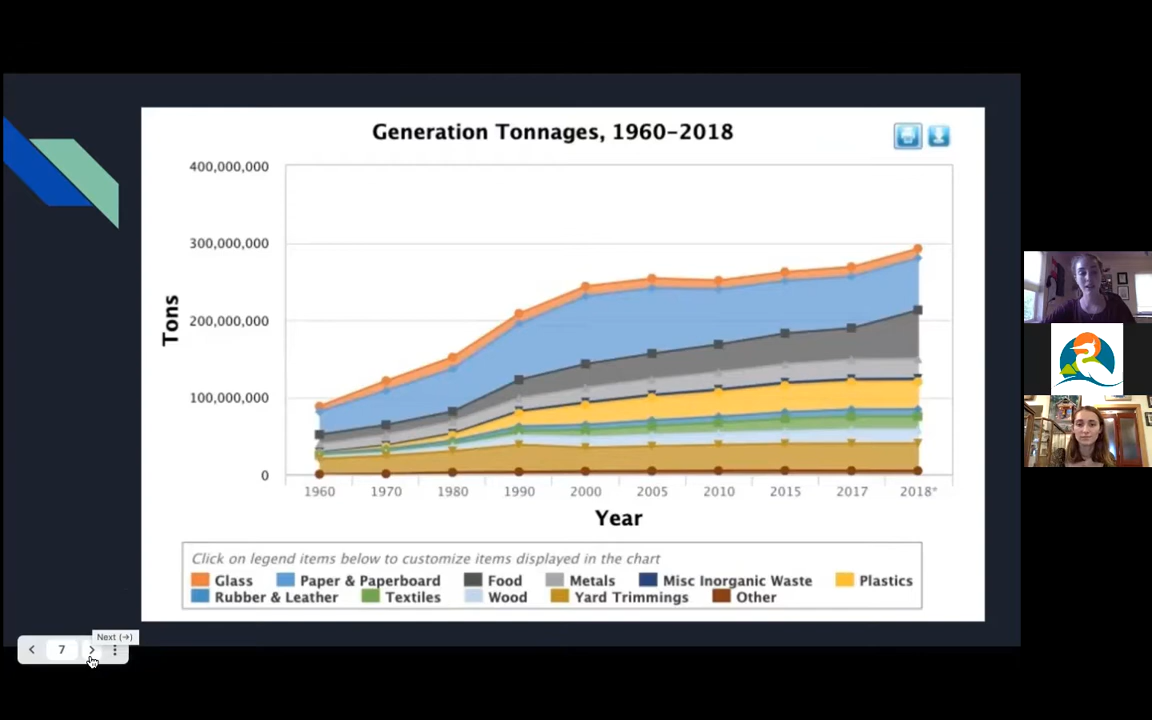 Generation Tonnages, 1960–2018
400,000,000
300,000,000
200,000,000
100,000,000
0
Tons
1960 1970 1980 1990 2000 2005 2010 2015 2017 2018*
Year
Click on legend items below to customize items displayed in the chart
Glass Paper & Paperboard Food Metals Misc Inorganic Waste Plastics
Rubber & Leather Textiles Wood Yard Trimmings Other
Next (→)
7